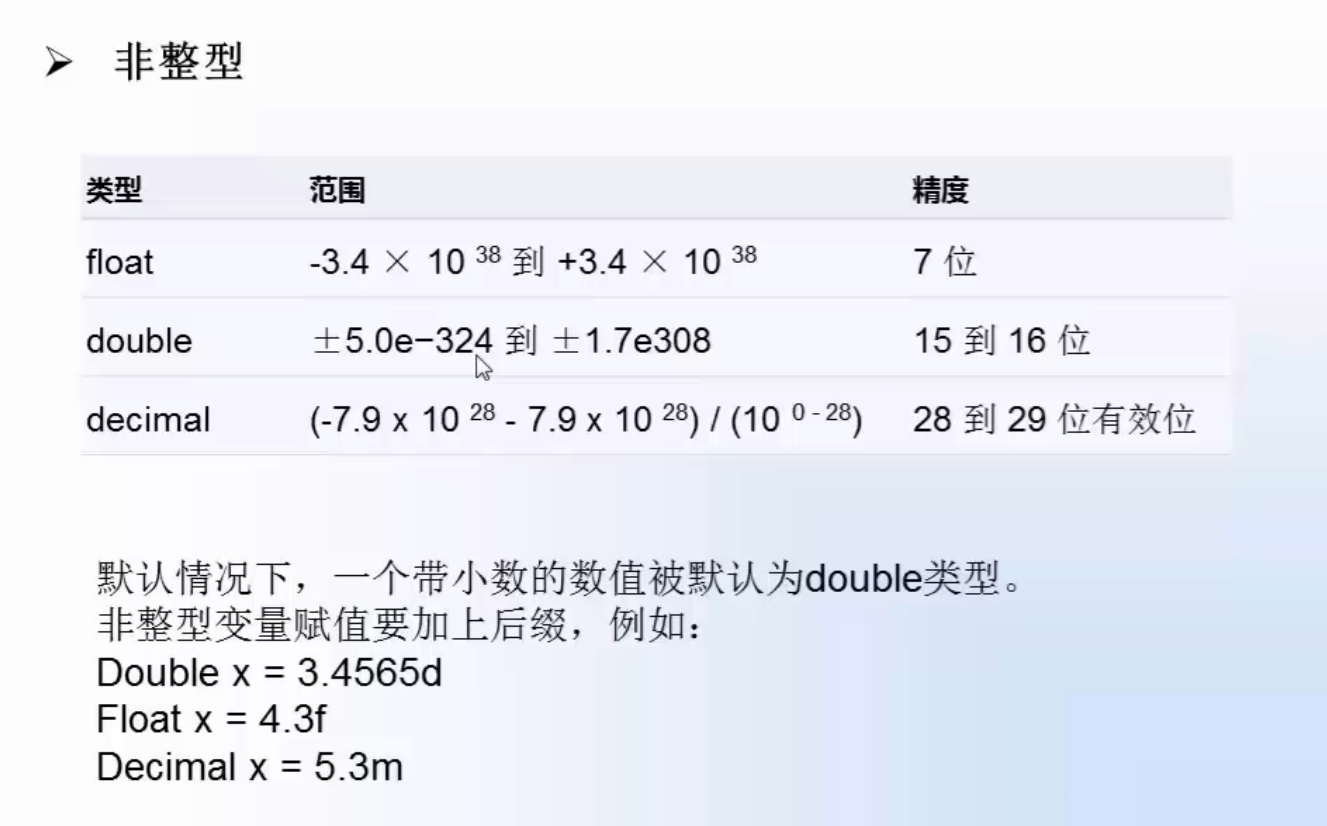 ➢ 非整型
类型 范围 精度
float -3.4 × 10 38 到 +3.4 × 10 38 7 位
double ±5.0e−324 到 ±1.7e308 15 到 16 位
decimal (-7.9 x 10 28 - 7.9 x 10 28) / (10 0 - 28) 28 到 29 位有效位
默认情况下，一个带小数的数值被默认为double类型。
非整型变量赋值要加上后缀，例如：
Double x = 3.4565d
Float x = 4.3f
Decimal x = 5.3m